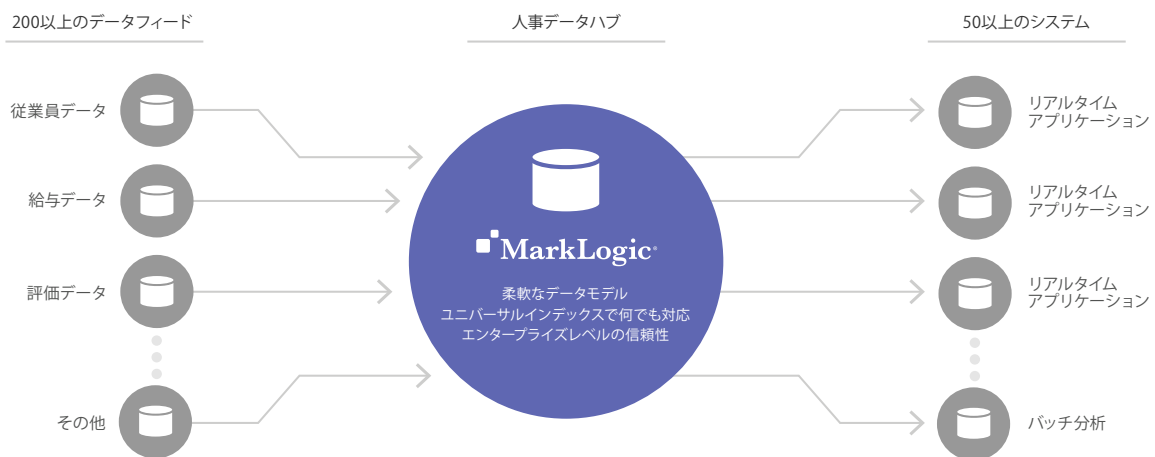 200以上のデータフィード
人事データハブ
50以上のシステム
従業員データ
給与データ
評価データ
その他
MarkLogic®
柔軟なデータモデル
ユニバーサルインデックスで何でも対応
エンタープライズレベルの信頼性
リアルタイム
アプリケーション
リアルタイム
アプリケーション
リアルタイム
アプリケーション
バッチ分析